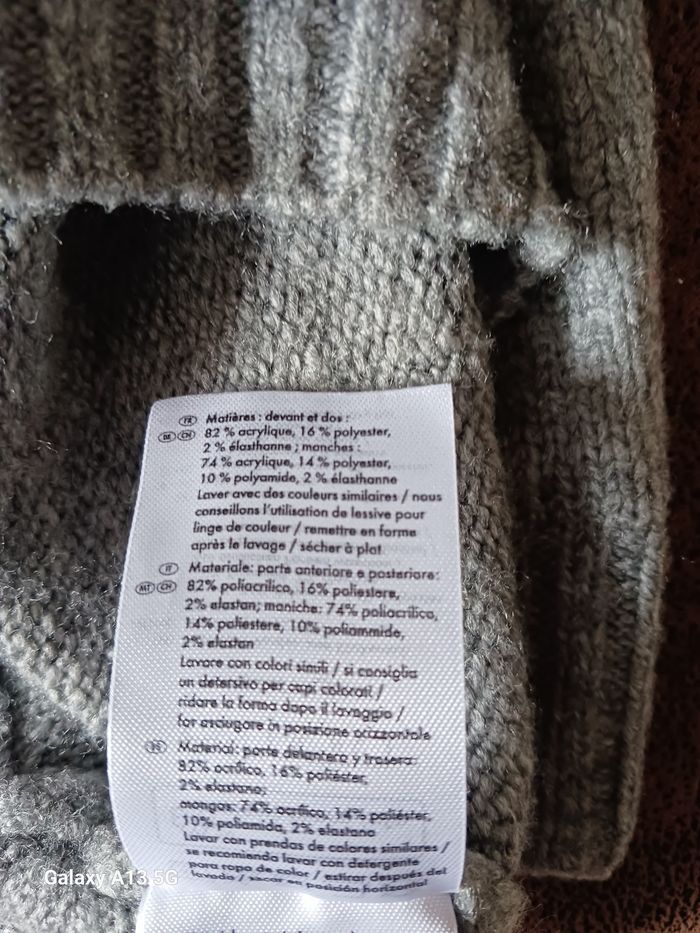 FR Matières : devant et dos :
BE CH 82 % acrylique, 16 % polyester,
2 % élasthanne ; manches :
74 % acrylique, 14 % polyester,
10 % polyamide, 2 % élasthanne
Laver avec des couleurs similaires / nous
conseillons l'utilisation de lessive pour
linge de couleur / remettre en forme
après le lavage / sécher à plat
IT Materiale: parte anteriore e posteriore:
MT CH 82% poliacrilico, 16% poliestere,
2% elastan; maniche: 74% poliacrilico,
14% poliestere, 10% poliammide,
2% elastan
Lavare con colori simili / si consiglia
un detersivo per capi colorati /
ridare la forma dopo il lavaggio /
far asciugare in posizione orizzontale
ES Material: parte delantera y trasera:
82% acrílico, 16% poliéster,
2% elastano;
mangas: 74% acrílico, 14% poliéster,
10% poliamida, 2% elastano
Lavar con prendas de colores similares /
se recomienda lavar con detergente
para ropa de color / estirar después del
lavado / secar en posición horizontal
Galaxy A13 5G